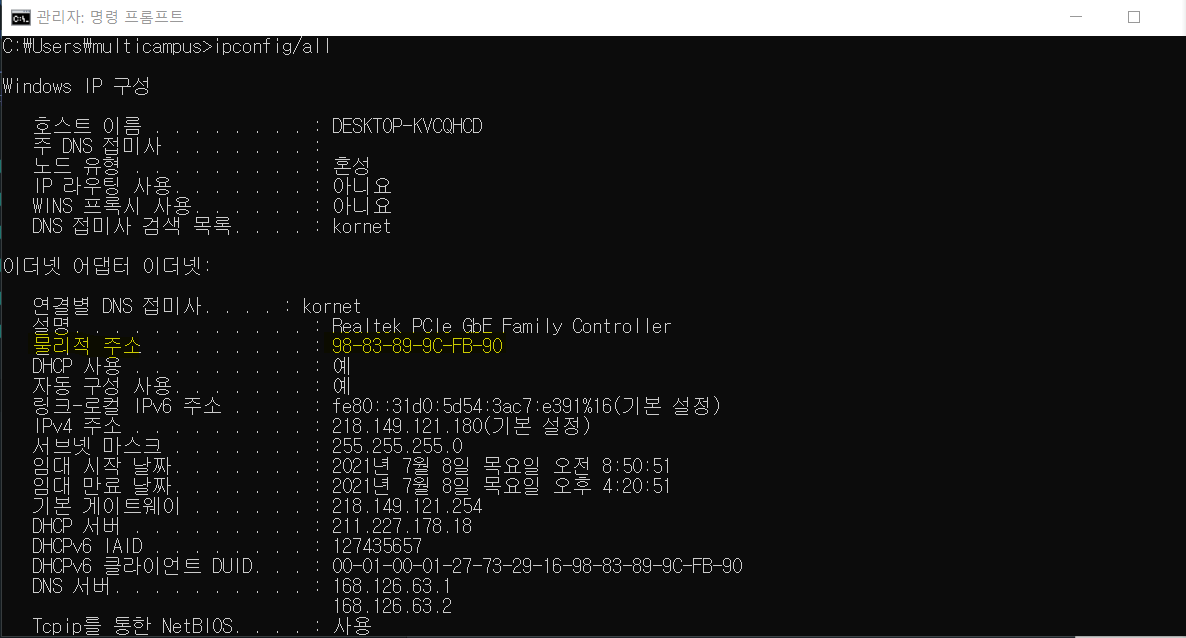 관리자: 명령 프롬프트
C:\Users\multicampus>ipconfig/all
Windows IP 구성
호스트 이름 . . . . . . . . : DESKTOP-KVCQHCD
주 DNS 접미사 . . . . . . . :
노드 유형 . . . . . . . . . : 혼성
IP 라우팅 사용. . . . . . . : 아니요
WINS 프록시 사용. . . . . . : 아니요
DNS 접미사 검색 목록. . . . : kornet
이더넷 어댑터 이더넷:
연결별 DNS 접미사. . . . : kornet
설명. . . . . . . . . . . . : Realtek PCIe GbE Family Controller
물리적 주소 . . . . . . . . : 98-83-89-9C-FB-90
DHCP 사용 . . . . . . . . . : 예
자동 구성 사용. . . . . . . : 예
링크-로컬 IPv6 주소 . . . . : fe80::31d0:5d54:3ac7:e391%16(기본 설정)
IPv4 주소 . . . . . . . . . : 218.149.121.180(기본 설정)
서브넷 마스크 . . . . . . . : 255.255.255.0
임대 시작 날짜. . . . . . . : 2021년 7월 8일 목요일 오전 8:50:51
임대 만료 날짜. . . . . . . : 2021년 7월 8일 목요일 오후 4:20:51
기본 게이트웨이 . . . . . . : 218.149.121.254
DHCP 서버 . . . . . . . . . : 211.227.178.18
DHCPv6 IAID . . . . . . . . : 127435657
DHCPv6 클라이언트 DUID. . . : 00-01-00-01-27-73-29-16-98-83-89-9C-FB-90
DNS 서버. . . . . . . . . . : 168.126.63.1
168.126.63.2
Tcpip를 통한 NetBIOS. . . . : 사용